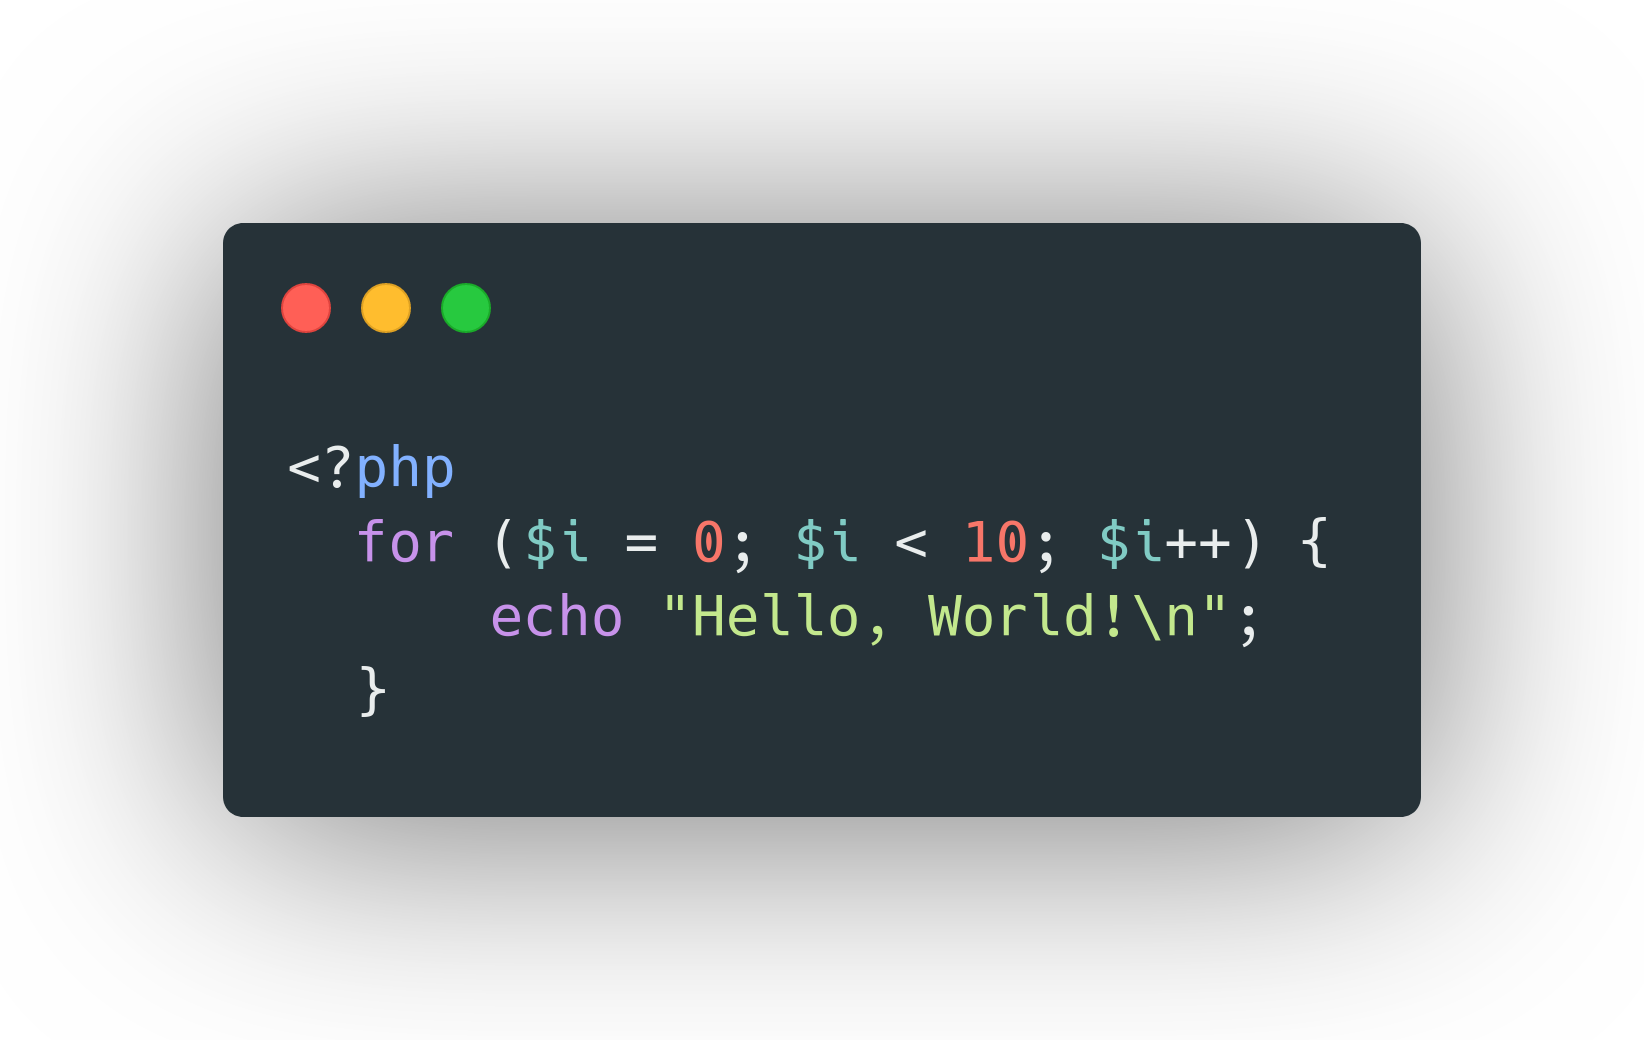 <?php
  for ($i = 0; $i < 10; $i++) {
      echo "Hello, World!\n";
  }